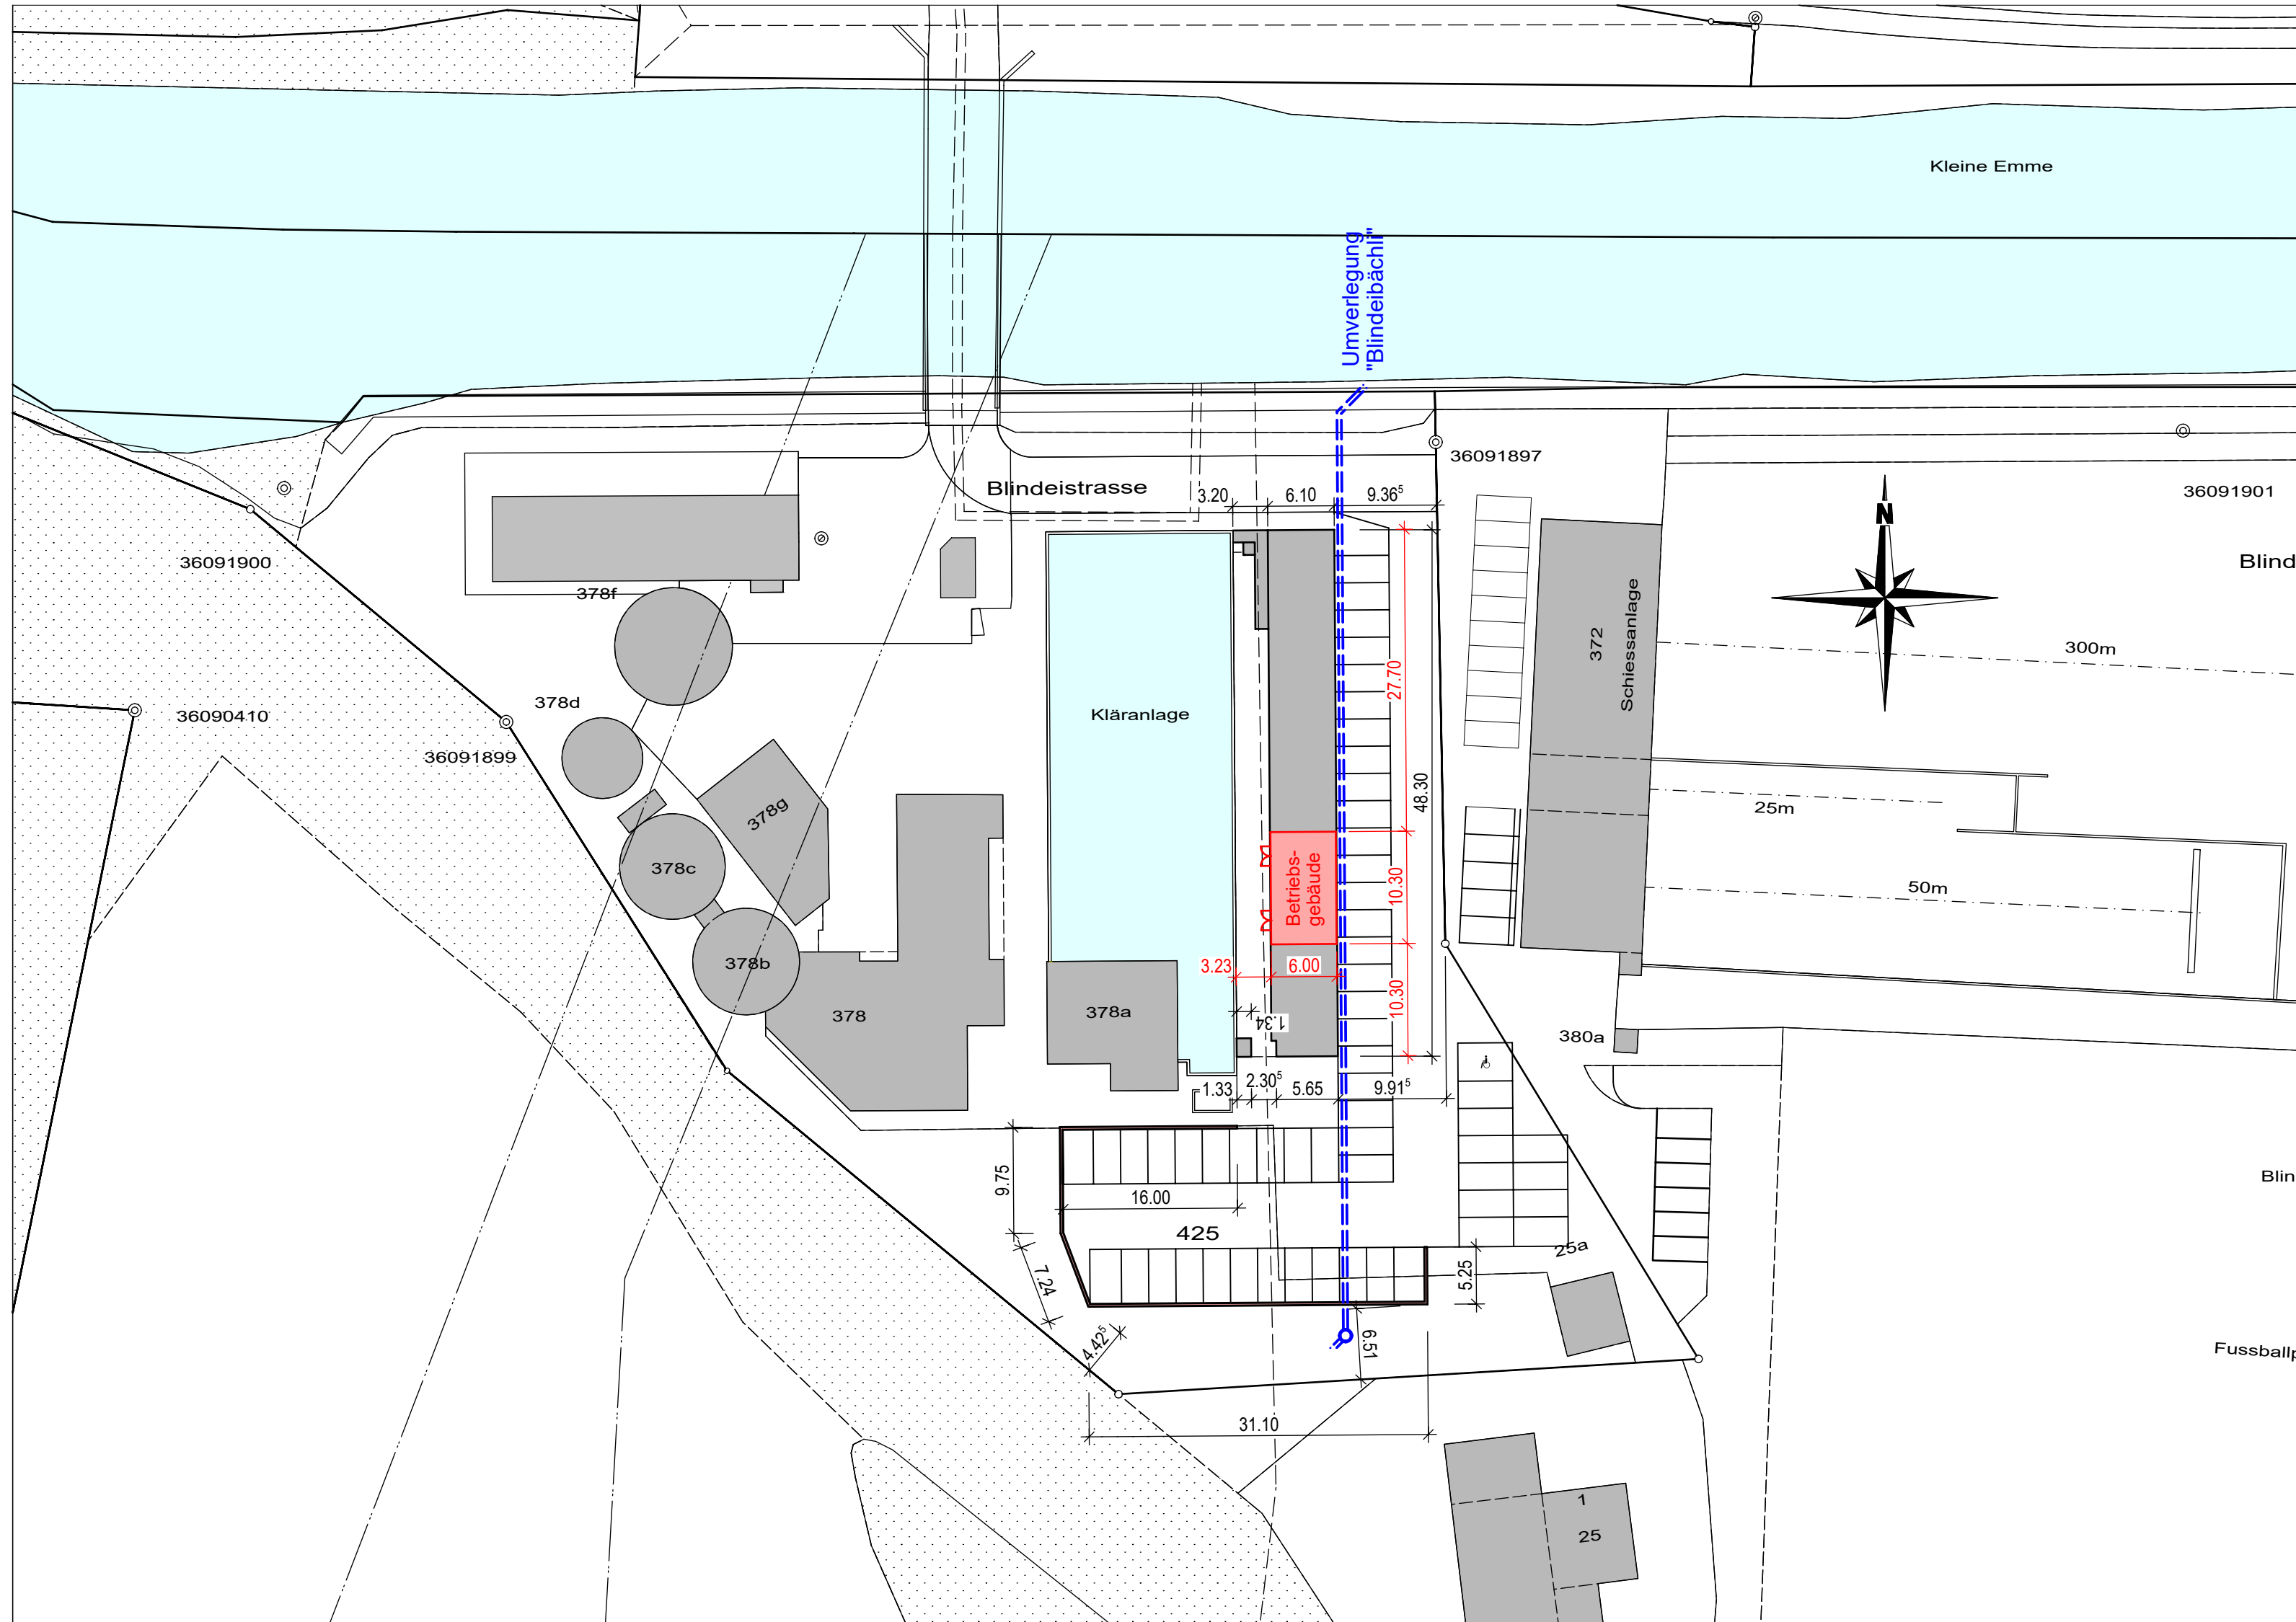 Kleine Emme
Umverlegung
"Blindeibächli"
36091897
Blindeistrasse
3.20
6.10
9.36⁵
36091901
N
Blind
36091900
378f
372
Schiessanlage
300m
27.70
378d
36090410
Kläranlage
36091899
48.30
25m
378g
378c
Betriebs-
gebäude
10.30
50m
378b
3.23
6.00
10.30
378
378a
1.34
380a
1.33
2.30⁵
5.65
9.91⁵
9.75
16.00
Blin
425
25a
7.24
5.25
4.42⁵
6.51
Fussballp
31.10
1
25